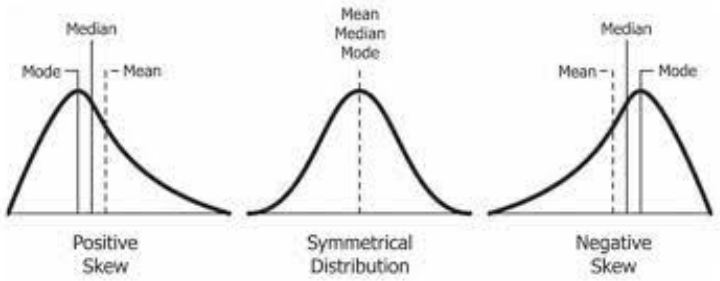 Median
Mode
Mean
Positive
Skew
Mean
Median
Mode
Symmetrical
Distribution
Median
Mean
Mode
Negative
Skew